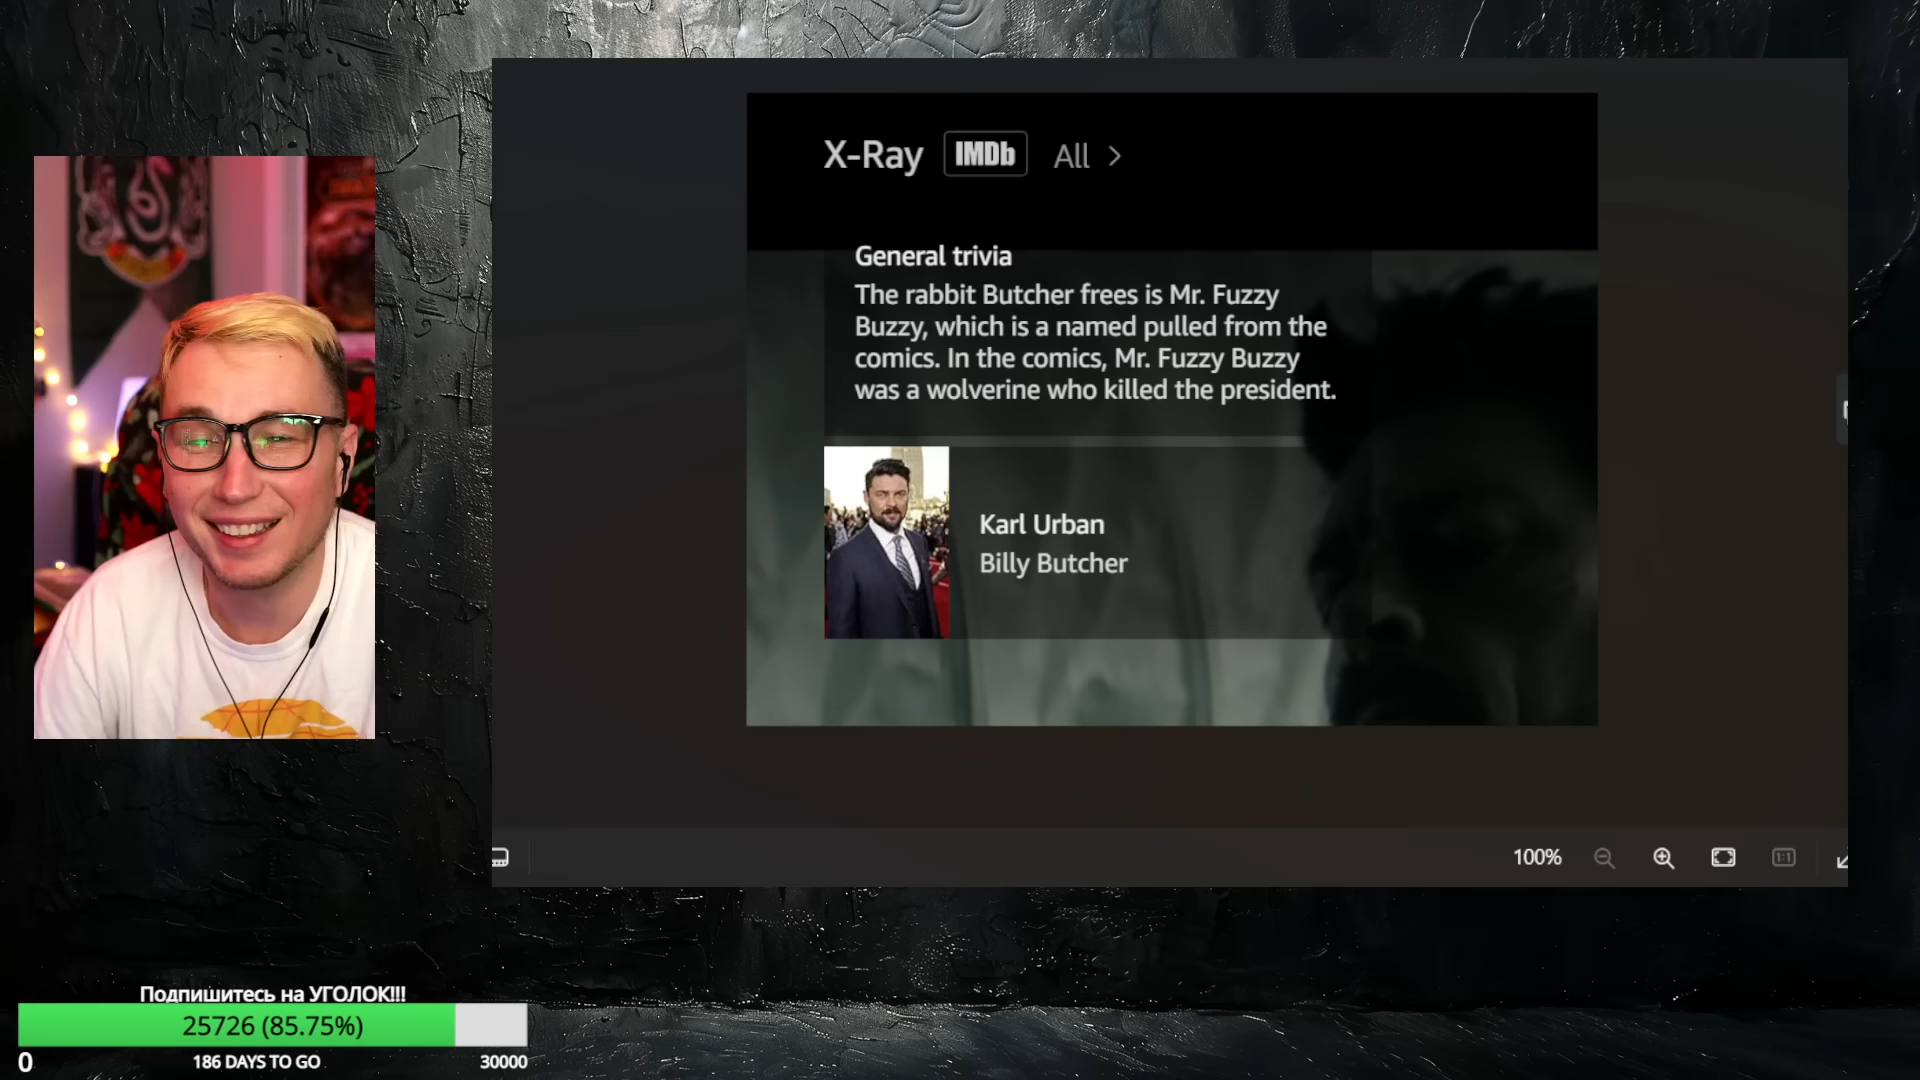 X-Ray IMDb All
General trivia
The rabbit Butcher frees is Mr. Fuzzy
Buzzy, which is a named pulled from the
comics. In the comics, Mr. Fuzzy Buzzy
was a wolverine who killed the president.
Karl Urban
Billy Butcher
100%
1:1
Подпишитесь на УГОЛОК!!!
25726 (85.75%)
0 186 DAYS TO GO 30000